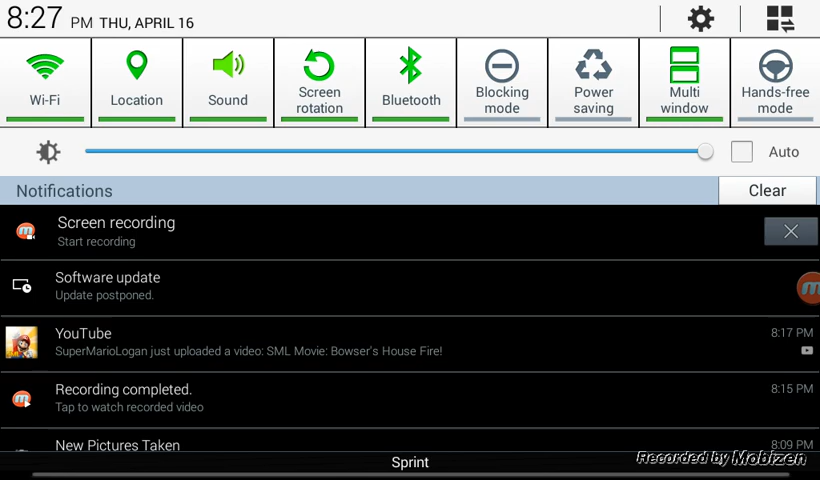 8:27 PM THU, APRIL 16
Wi-Fi
Location
Sound
Screen
rotation
Bluetooth
Blocking
mode
Power
saving
Multi
window
Hands-free
mode
Auto
Notifications
Clear
Screen recording
Start recording
Software update
Update postponed.
YouTube
8:17 PM
SuperMarioLogan just uploaded a video: SML Movie: Bowser's House Fire!
Recording completed.
8:15 PM
Tap to watch recorded video
New Pictures Taken
8:09 PM
Recorded by Mobizen
Sprint